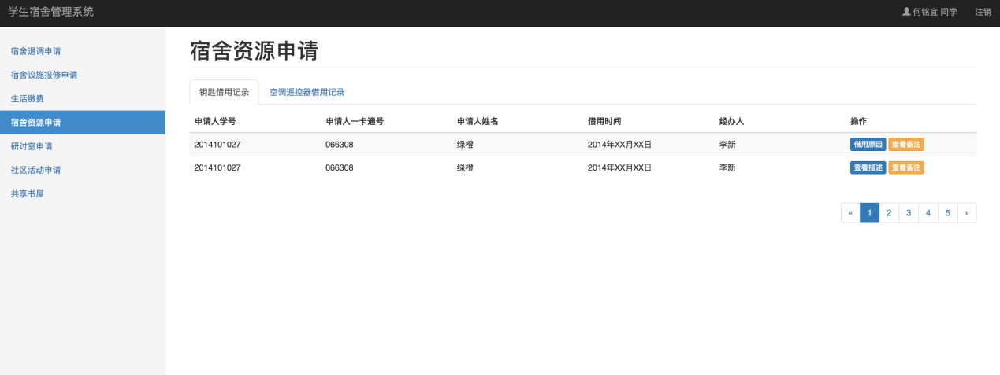 学生宿舍管理系统 何铭宜 同学 注销
宿舍退调申请
宿舍设施报修申请
生活缴费
宿舍资源申请
研讨室申请
社区活动申请
共享书屋
宿舍资源申请
钥匙借用记录 空调遥控器借用记录
申请人学号 申请人一卡通号 申请人姓名 借用时间 经办人 操作
2014101027 066308 绿橙 2014年XX月XX日 李新 借用原因 查看备注
2014101027 066308 绿橙 2014年XX月XX日 李新 查看描述 查看备注
« 1 2 3 4 5 »